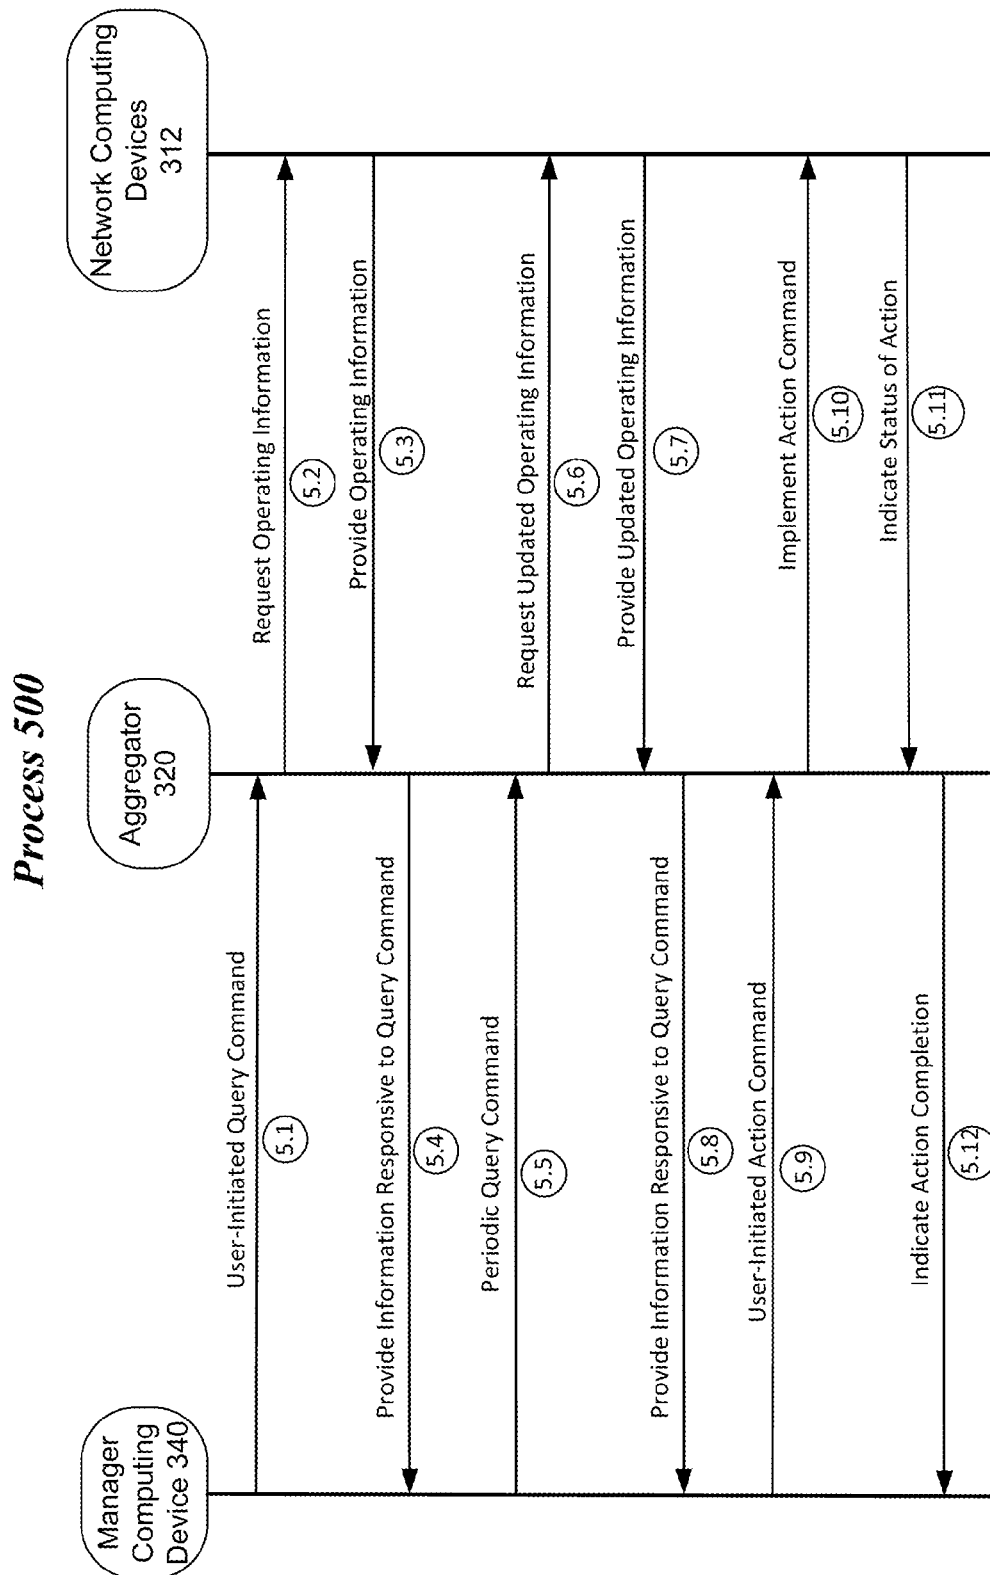 Process 500
Manager
Computing
Device 340
Aggregator
320
Network Computing
Devices
312
User-Initiated Query Command
5.1
Request Operating Information
5.2
Provide Operating Information
5.3
Provide Information Responsive to Query Command
5.4
Periodic Query Command
5.5
Request Updated Operating Information
5.6
Provide Updated Operating Information
5.7
Provide Information Responsive to Query Command
5.8
User-Initiated Action Command
5.9
Implement Action Command
5.10
Indicate Status of Action
5.11
Indicate Action Completion
5.12